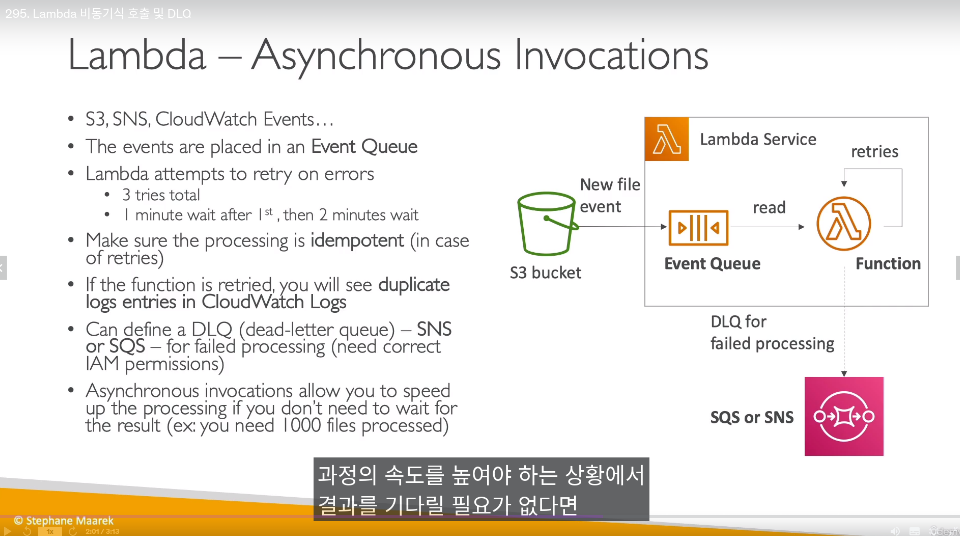 295. Lambda 비동기식 호출 및 DLQ
Lambda – Asynchronous Invocations
• S3, SNS, CloudWatch Events…
• The events are placed in an Event Queue
• Lambda attempts to retry on errors
• 3 tries total
• 1 minute wait after 1st , then 2 minutes wait
• Make sure the processing is idempotent (in case
of retries)
• If the function is retried, you will see duplicate
logs entries in CloudWatch Logs
• Can define a DLQ (dead-letter queue) – SNS
or SQS – for failed processing (need correct
IAM permissions)
• Asynchronous invocations allow you to speed
up the processing if you don't need to wait for
the result (ex: you need 1000 files processed)
S3 bucket
New file
event
Lambda Service
retries
read
Event Queue
Function
DLQ for
failed processing
SQS or SNS
과정의 속도를 높여야 하는 상황에서
결과를 기다릴 필요가 없다면
© Stephane Maarek
2:01 / 3:12